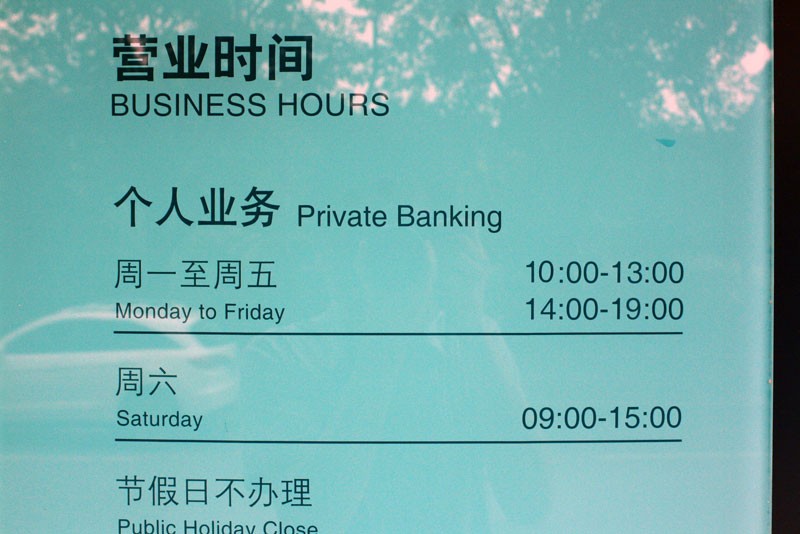 营业时间
BUSINESS HOURS
个人业务 Private Banking
周一至周五 10:00-13:00
Monday to Friday 14:00-19:00
周六
Saturday 09:00-15:00
节假日不办理
Public Holiday Close